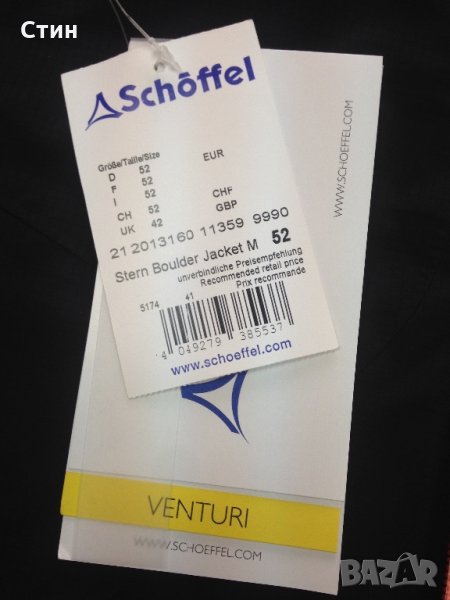 Стин
Schöffel
Größe/Taille/Size
D 52 EUR
F 52
I 52
CH 52 CHF
UK 42 GBP
21 2013160 11359 9990
Stern Boulder Jacket M 52
unverbindliche Preisempfehlung
Recommended retail price
Prix recommande
5174 41
4 049279 385537
www.schoeffel.com
WWW.SCHOEFFEL.COM
VENTURI
WWW.SCHOEFFEL.COM
BAZAR